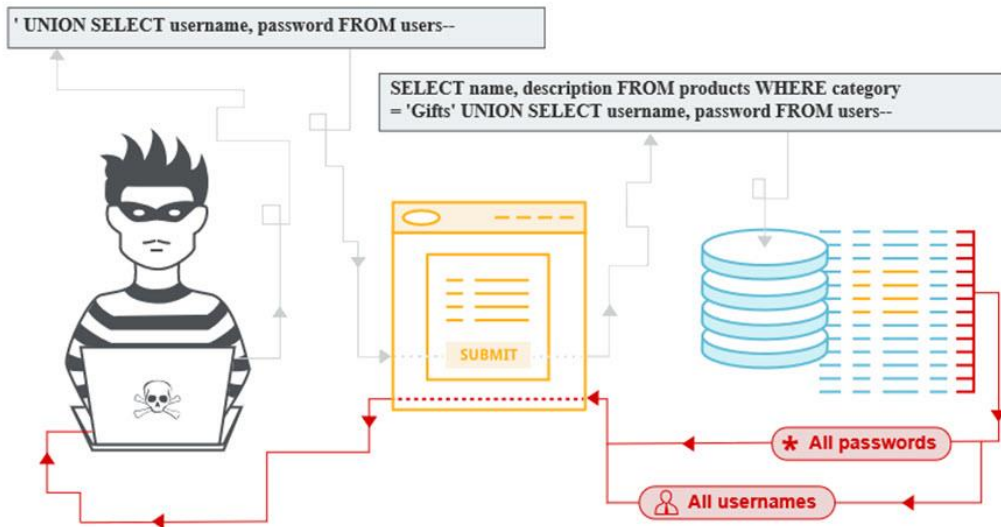 ' UNION SELECT username, password FROM users--
SELECT name, description FROM products WHERE category
= 'Gifts' UNION SELECT username, password FROM users--
SUBMIT
* All passwords
All usernames